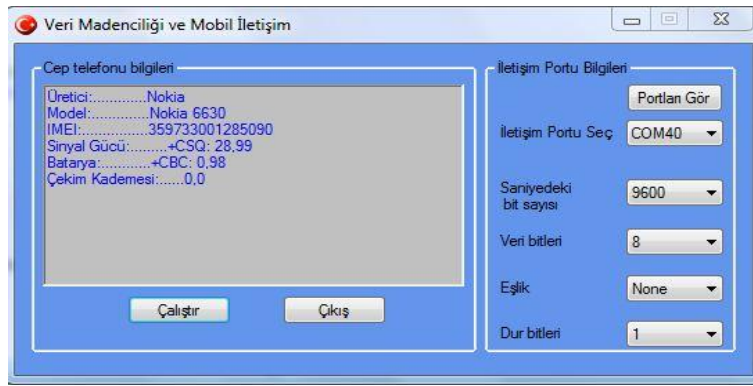 Veri Madenciliği ve Mobil İletişim
Cep telefonu bilgileri
Üretici:.............Nokia
Model:..............Nokia 6630
IMEI:................359733001285090
Sinyal Gücü:.........+CSQ: 28,99
Batarya:............+CBC: 0,98
Çekim Kademesi:......0,0
Çalıştır
Çıkış
İletişim Portu Bilgileri
Portları Gör
İletişim Portu Seç COM40
Saniyedeki
bit sayısı 9600
Veri bitleri 8
Eşlik None
Dur bitleri 1